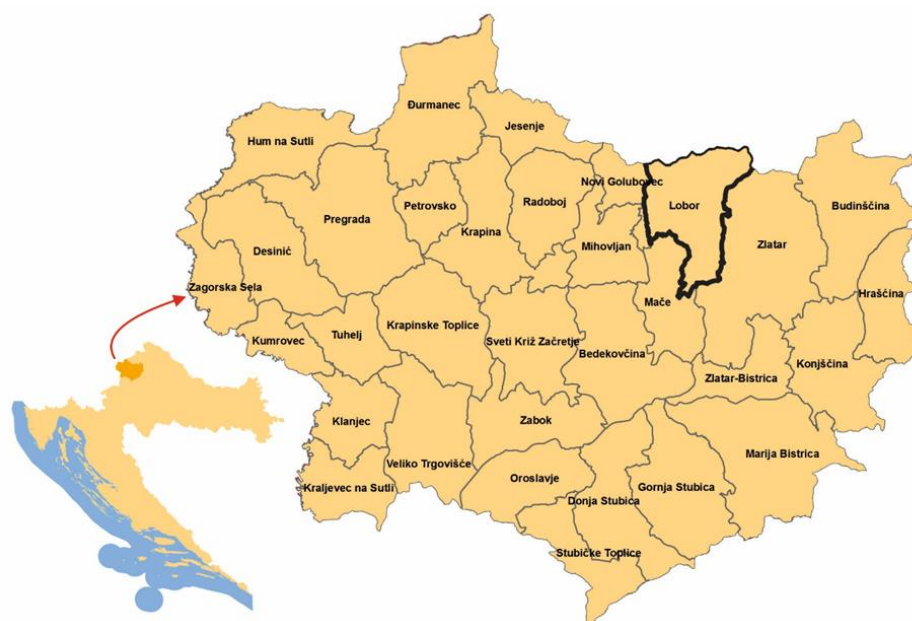 Đurmanec
Jesenje
Hum na Sutli
Novi Golubovec
Petrovsko
Radoboj
Lobor
Budinščina
Pregrada
Krapina
Mihovljan
Zlatar
Desinić
Zagorska Sela
Hrašćina
Mače
Krapinske Toplice
Tuhelj
Kumrovec
Sveti Križ Začretje
Bedekovčina
Konjščina
Zlatar-Bistrica
Klanjec
Zabok
Marija Bistrica
Veliko Trgovišće
Oroslavje
Gornja Stubica
Kraljevec na Sutli
Donja Stubica
Stubičke Toplice